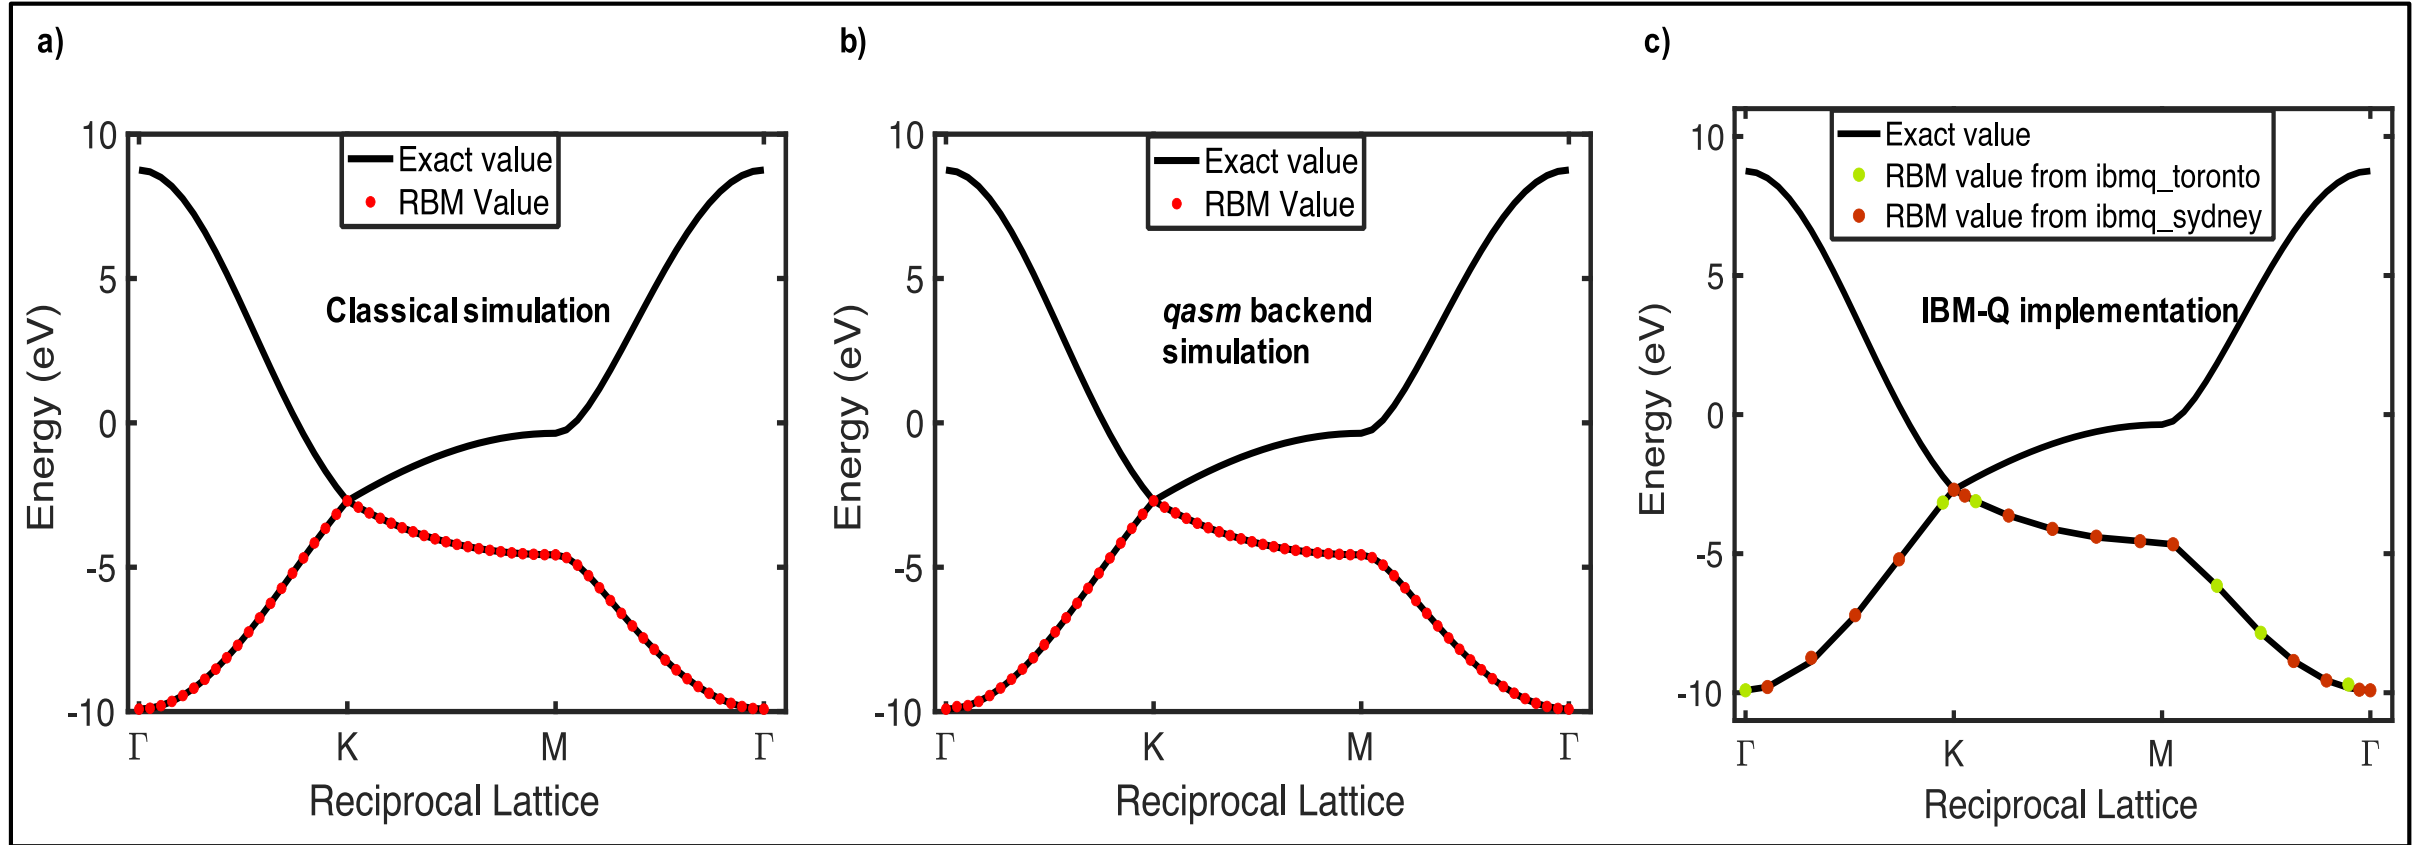 a)
10
5
0
-5
-10
Energy (eV)
Exact value
RBM Value
Classical simulation
Γ K M Γ
Reciprocal Lattice
b)
10
5
0
-5
-10
Energy (eV)
Exact value
RBM Value
qasm backend
simulation
Γ K M Γ
Reciprocal Lattice
c)
10
5
0
-5
-10
Energy (eV)
Exact value
RBM value from ibmq_toronto
RBM value from ibmq_sydney
IBM-Q implementation
Γ K M Γ
Reciprocal Lattice